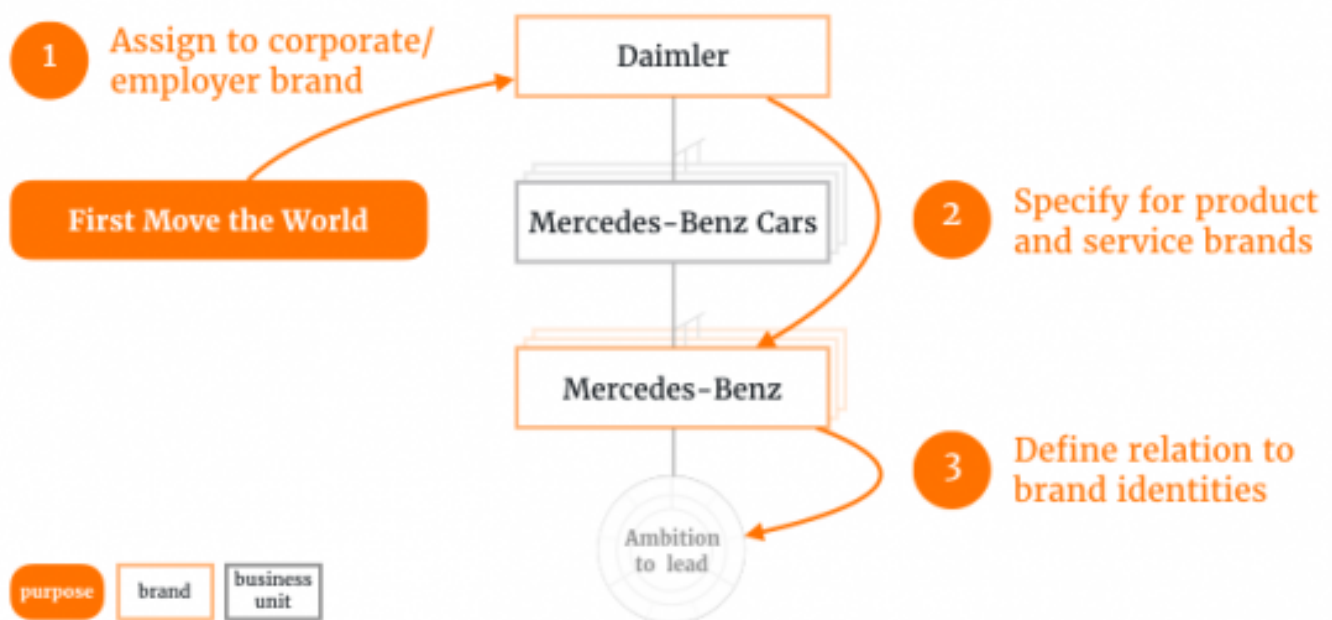 1
Assign to corporate/
employer brand
Daimler
First Move the World
Mercedes-Benz Cars
2
Specify for product
and service brands
Mercedes-Benz
3
Define relation to
brand identities
Ambition
to lead
purpose
brand
business
unit